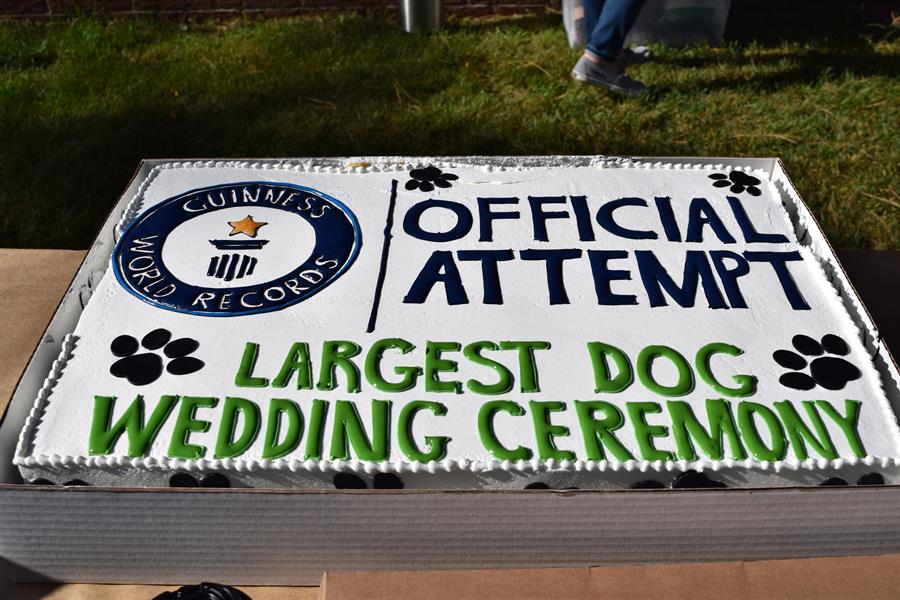 GUINNESS
WORLD RECORDS
OFFICIAL
ATTEMPT
LARGEST DOG
WEDDING CEREMONY